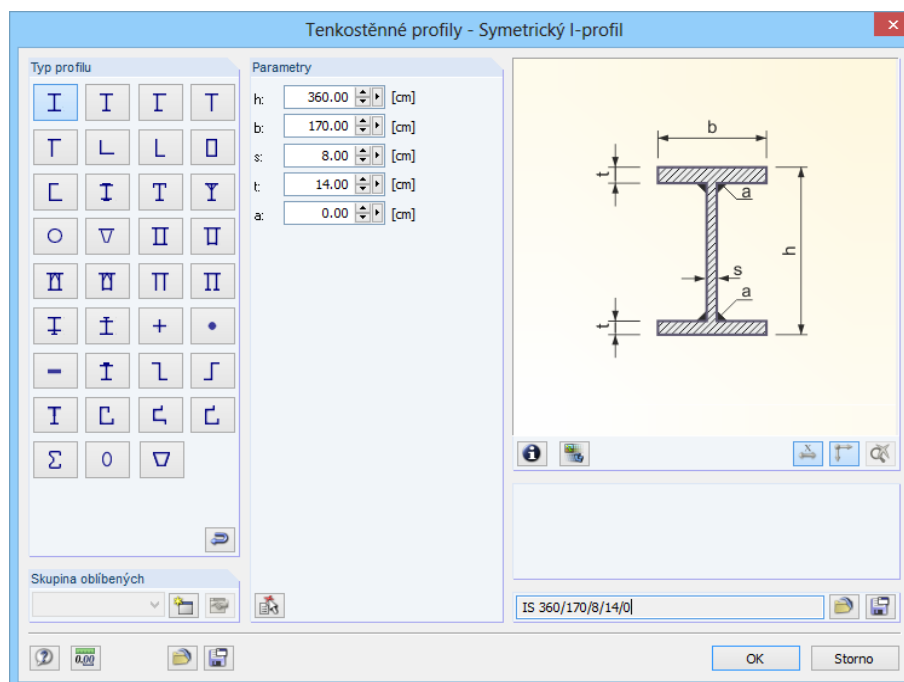 Tenkostěnné profily - Symetrický I-profil
Typ profilu
Parametry
h: 360.00 [cm]
b: 170.00 [cm]
s: 8.00 [cm]
t: 14.00 [cm]
a: 0.00 [cm]
b
t
a
h
s
a
t
x
Skupina oblíbených
IS 360/170/8/14/0
0.00
OK
Storno